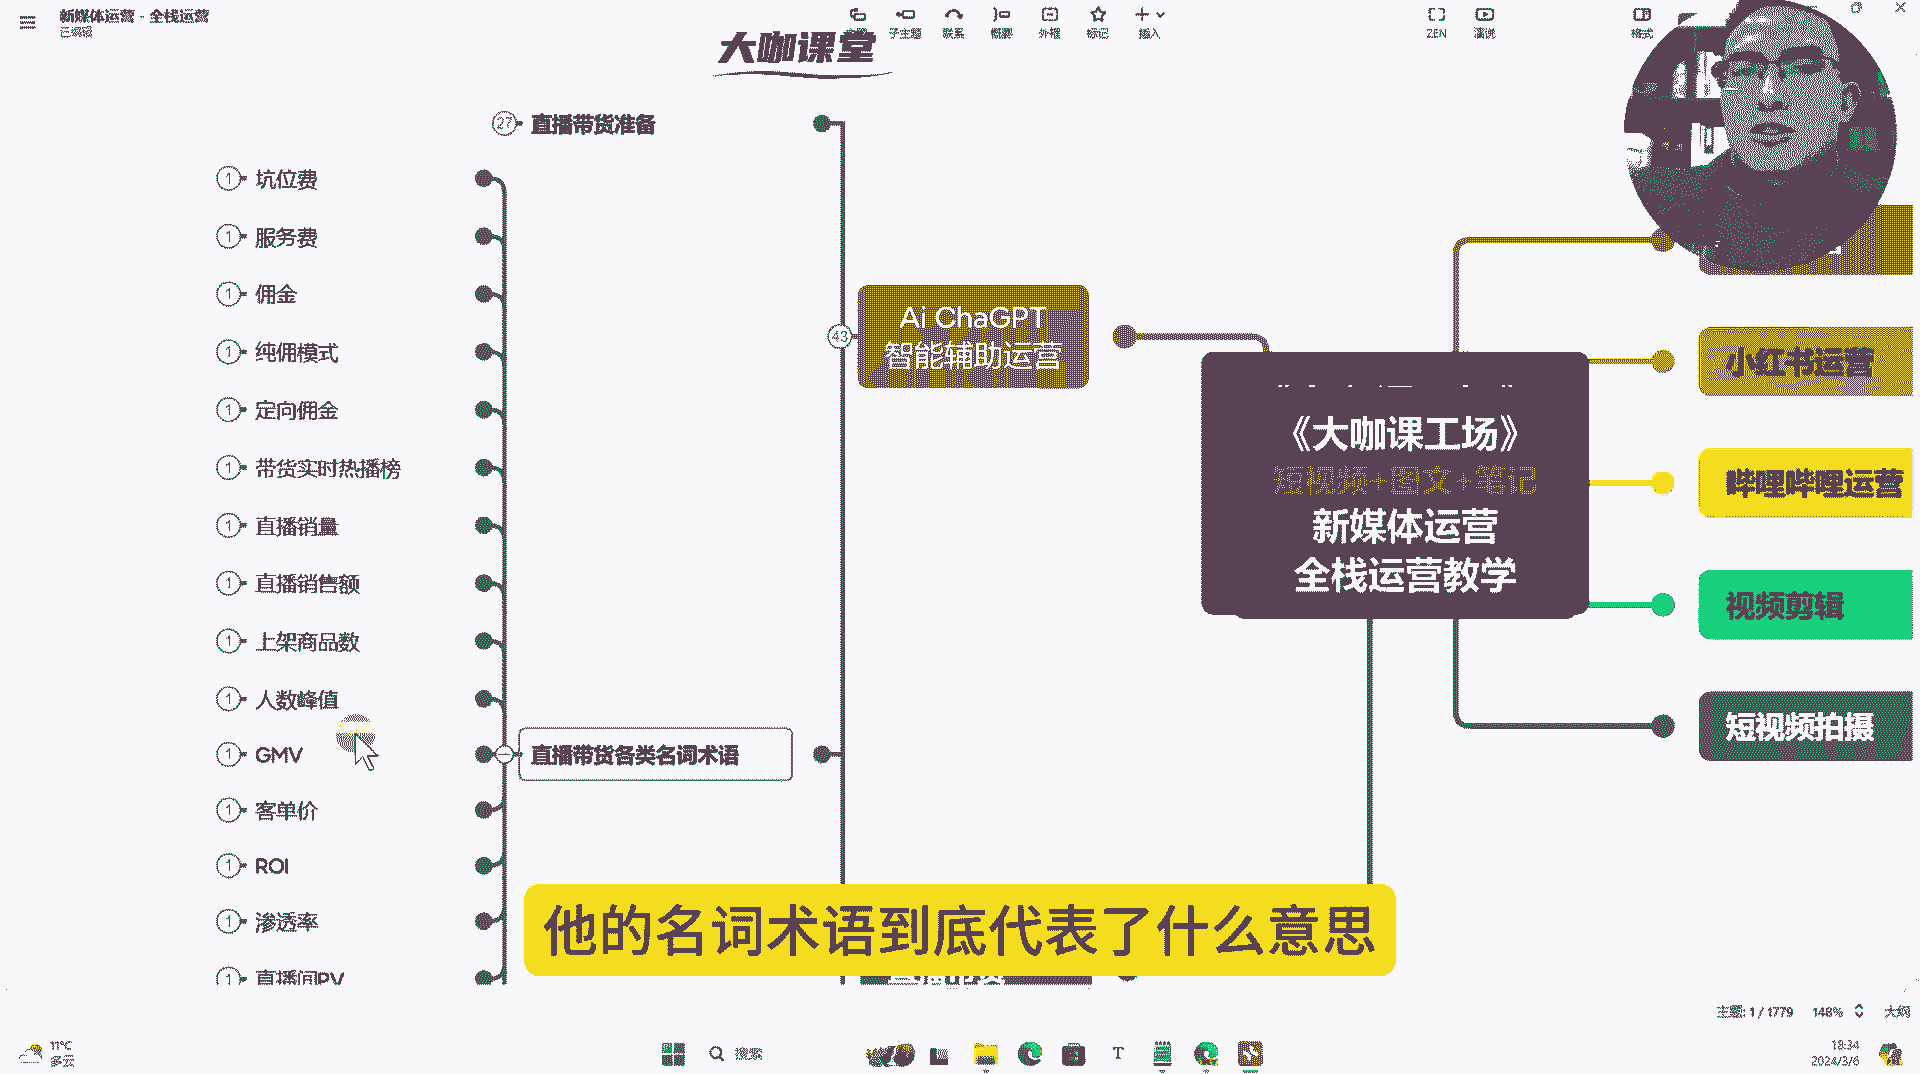 新媒体运营 - 全栈运营
已编辑
子主题
联系
概要
外框
标记
插入
ZEN
演说
格式
大咖课堂
27
直播带货准备
1 坑位费
1 服务费
1 佣金
1 纯佣模式
1 定向佣金
1 带货实时热播榜
1 直播销量
1 直播销售额
1 上架商品数
1 人数峰值
1 GMV
1 客单价
1 ROI
1 渗透率
1 直播间PV
直播带货各类名词术语
43
Ai ChaGPT
智能辅助运营
《大咖课工场》
短视频+图文+笔记
新媒体运营
全栈运营教学
小红书运营
哔哩哔哩运营
视频剪辑
短视频拍摄
他的名词术语到底代表了什么意思
主题: 1 / 1779
148%
大纲
11°C
多云
搜索
18:34
2024/3/6